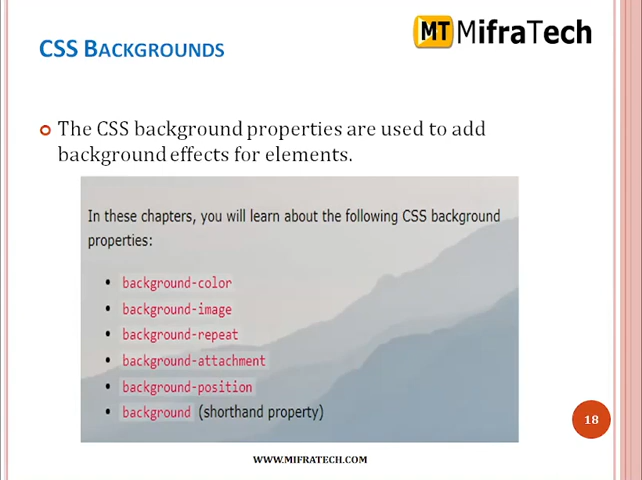 CSS BACKGROUNDS
MT MifraTech
The CSS background properties are used to add
background effects for elements.
In these chapters, you will learn about the following CSS background
properties:
• background-color
• background-image
• background-repeat
• background-attachment
• background-position
• background (shorthand property)
18
WWW.MIFRATECH.COM